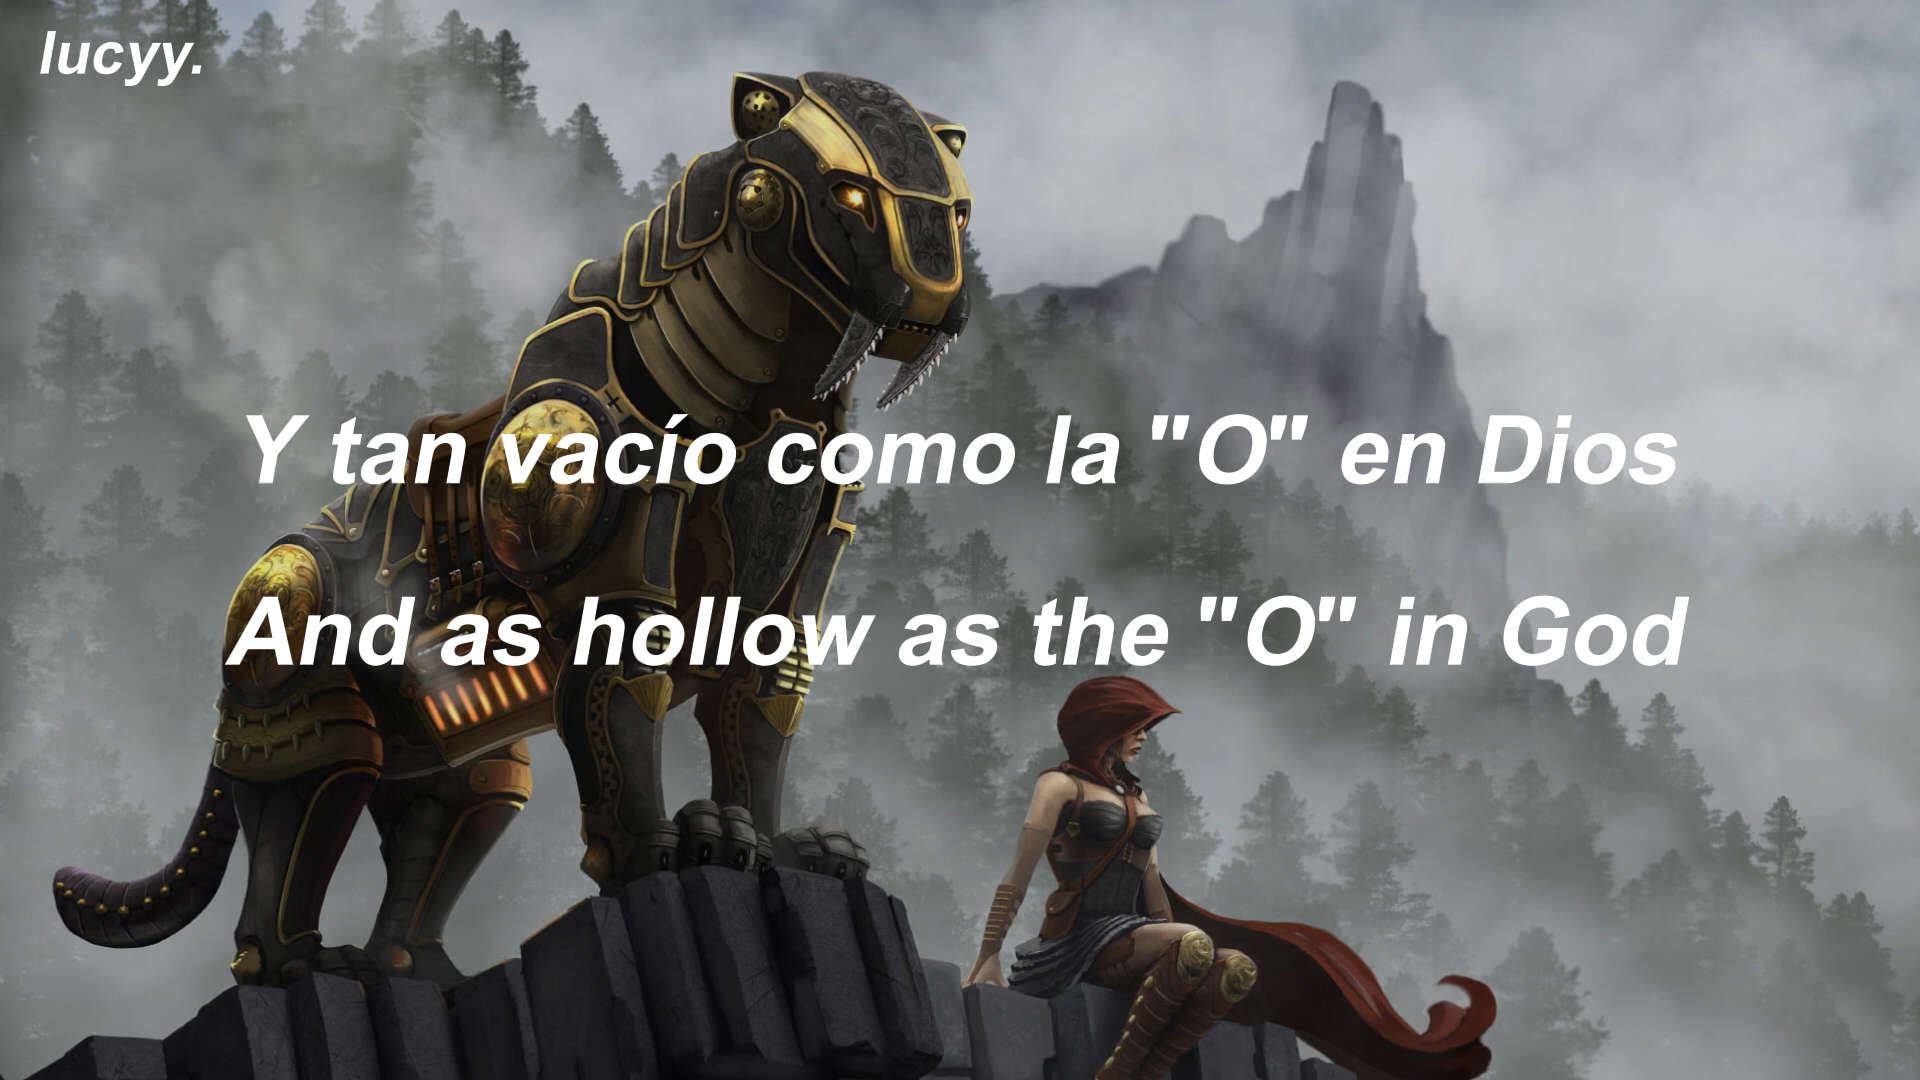 lucyy.
Y tan vacío como la "O" en Dios
And as hollow as the "O" in God